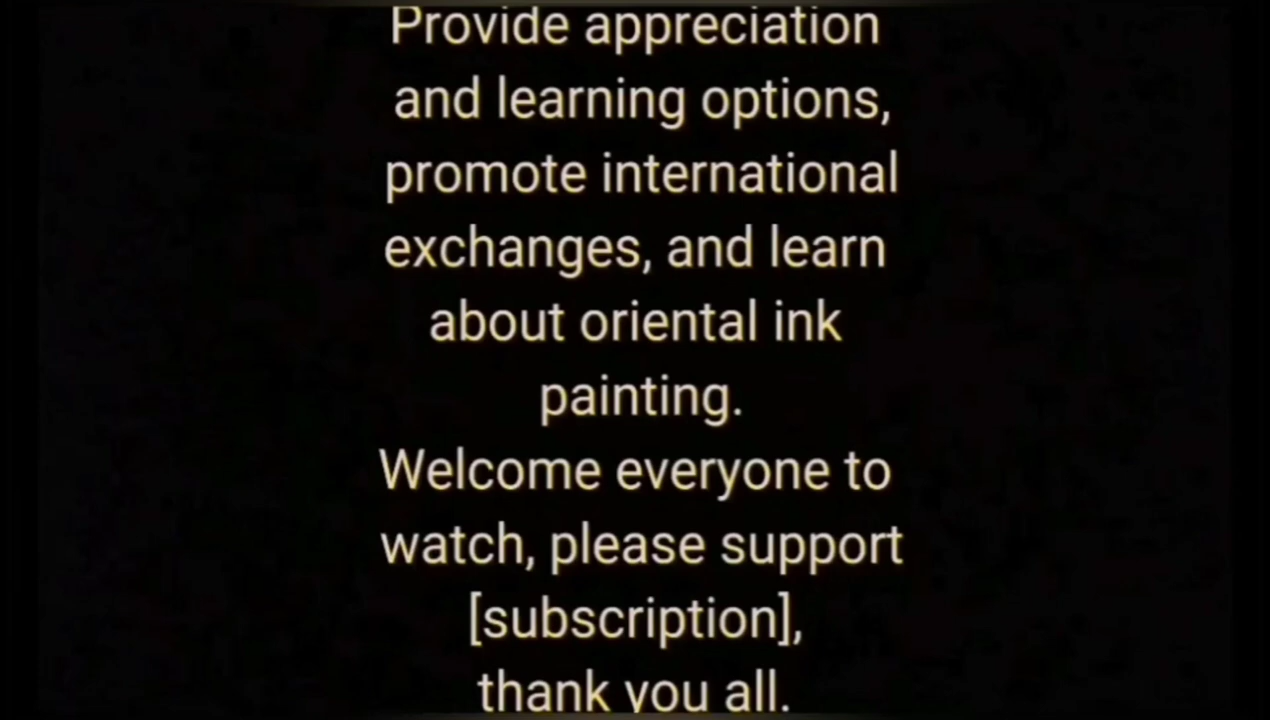 Provide appreciation
and learning options,
promote international
exchanges, and learn
about oriental ink
painting.
Welcome everyone to
watch, please support
[subscription],
thank you all.